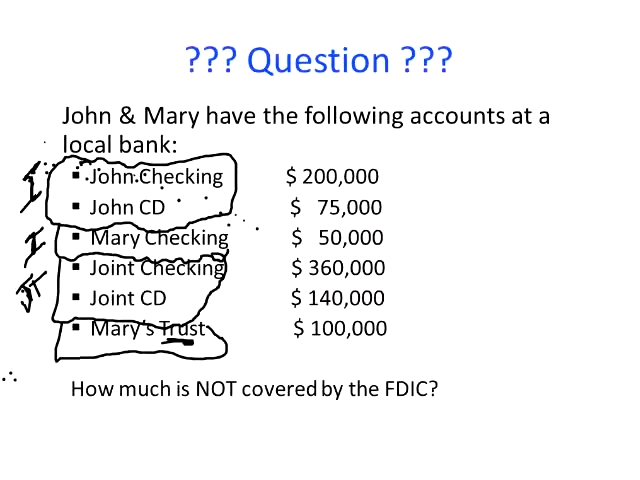 ??? Question ???
John & Mary have the following accounts at a
local bank:
I
▪ John Checking $ 200,000
▪ John CD $ 75,000
I
▪ Mary Checking $ 50,000
▪ Joint Checking $ 360,000
JT
▪ Joint CD $ 140,000
▪ Mary's Trust $ 100,000
How much is NOT covered by the FDIC?